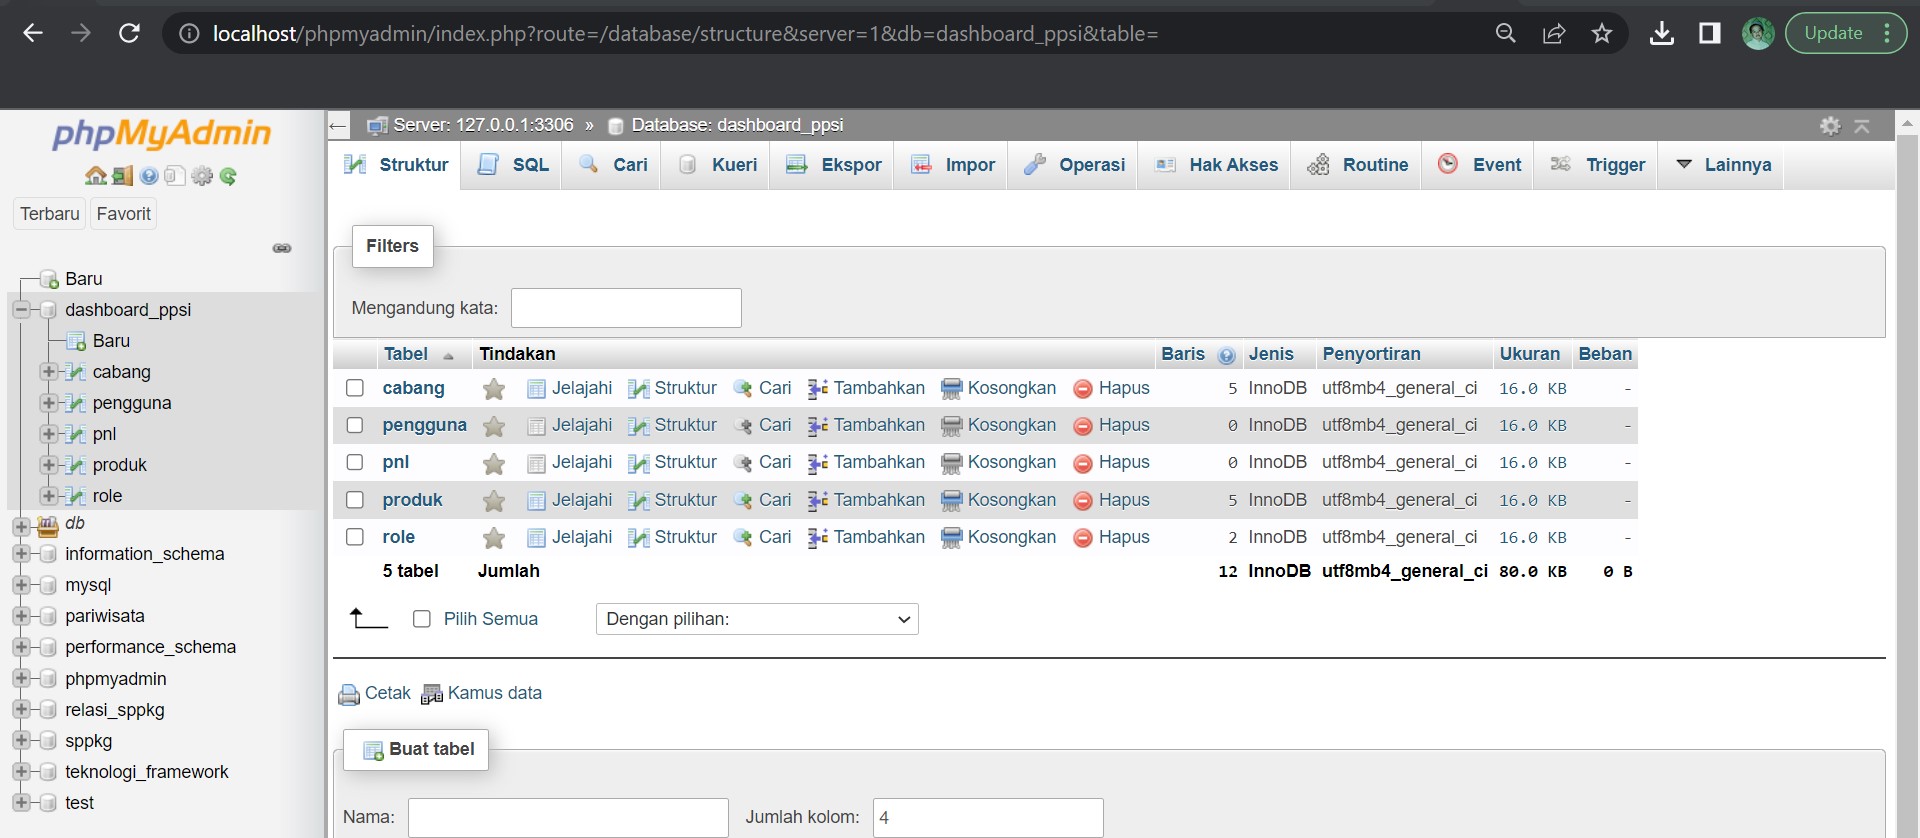 localhost/phpmyadmin/index.php?route=/database/structure&server=1&db=dashboard_ppsi&table=
Update
phpMyAdmin
Terbaru Favorit
Baru
dashboard_ppsi
Baru
cabang
pengguna
pnl
produk
role
db
information_schema
mysql
pariwisata
performance_schema
phpmyadmin
relasi_sppkg
sppkg
teknologi_framework
test
Server: 127.0.0.1:3306 » Database: dashboard_ppsi
Struktur SQL Cari Kueri Ekspor Impor Operasi Hak Akses Routine Event Trigger Lainnya
Filters
Mengandung kata:
Tabel Tindakan Baris Jenis Penyortiran Ukuran Beban
cabang Jelajahi Struktur Cari Tambahkan Kosongkan Hapus 5 InnoDB utf8mb4_general_ci 16.0 KB -
pengguna Jelajahi Struktur Cari Tambahkan Kosongkan Hapus 0 InnoDB utf8mb4_general_ci 16.0 KB -
pnl Jelajahi Struktur Cari Tambahkan Kosongkan Hapus 0 InnoDB utf8mb4_general_ci 16.0 KB -
produk Jelajahi Struktur Cari Tambahkan Kosongkan Hapus 5 InnoDB utf8mb4_general_ci 16.0 KB -
role Jelajahi Struktur Cari Tambahkan Kosongkan Hapus 2 InnoDB utf8mb4_general_ci 16.0 KB -
5 tabel Jumlah 12 InnoDB utf8mb4_general_ci 80.0 KB 0 B
Pilih Semua Dengan pilihan:
Cetak Kamus data
Buat tabel
Nama: Jumlah kolom: 4